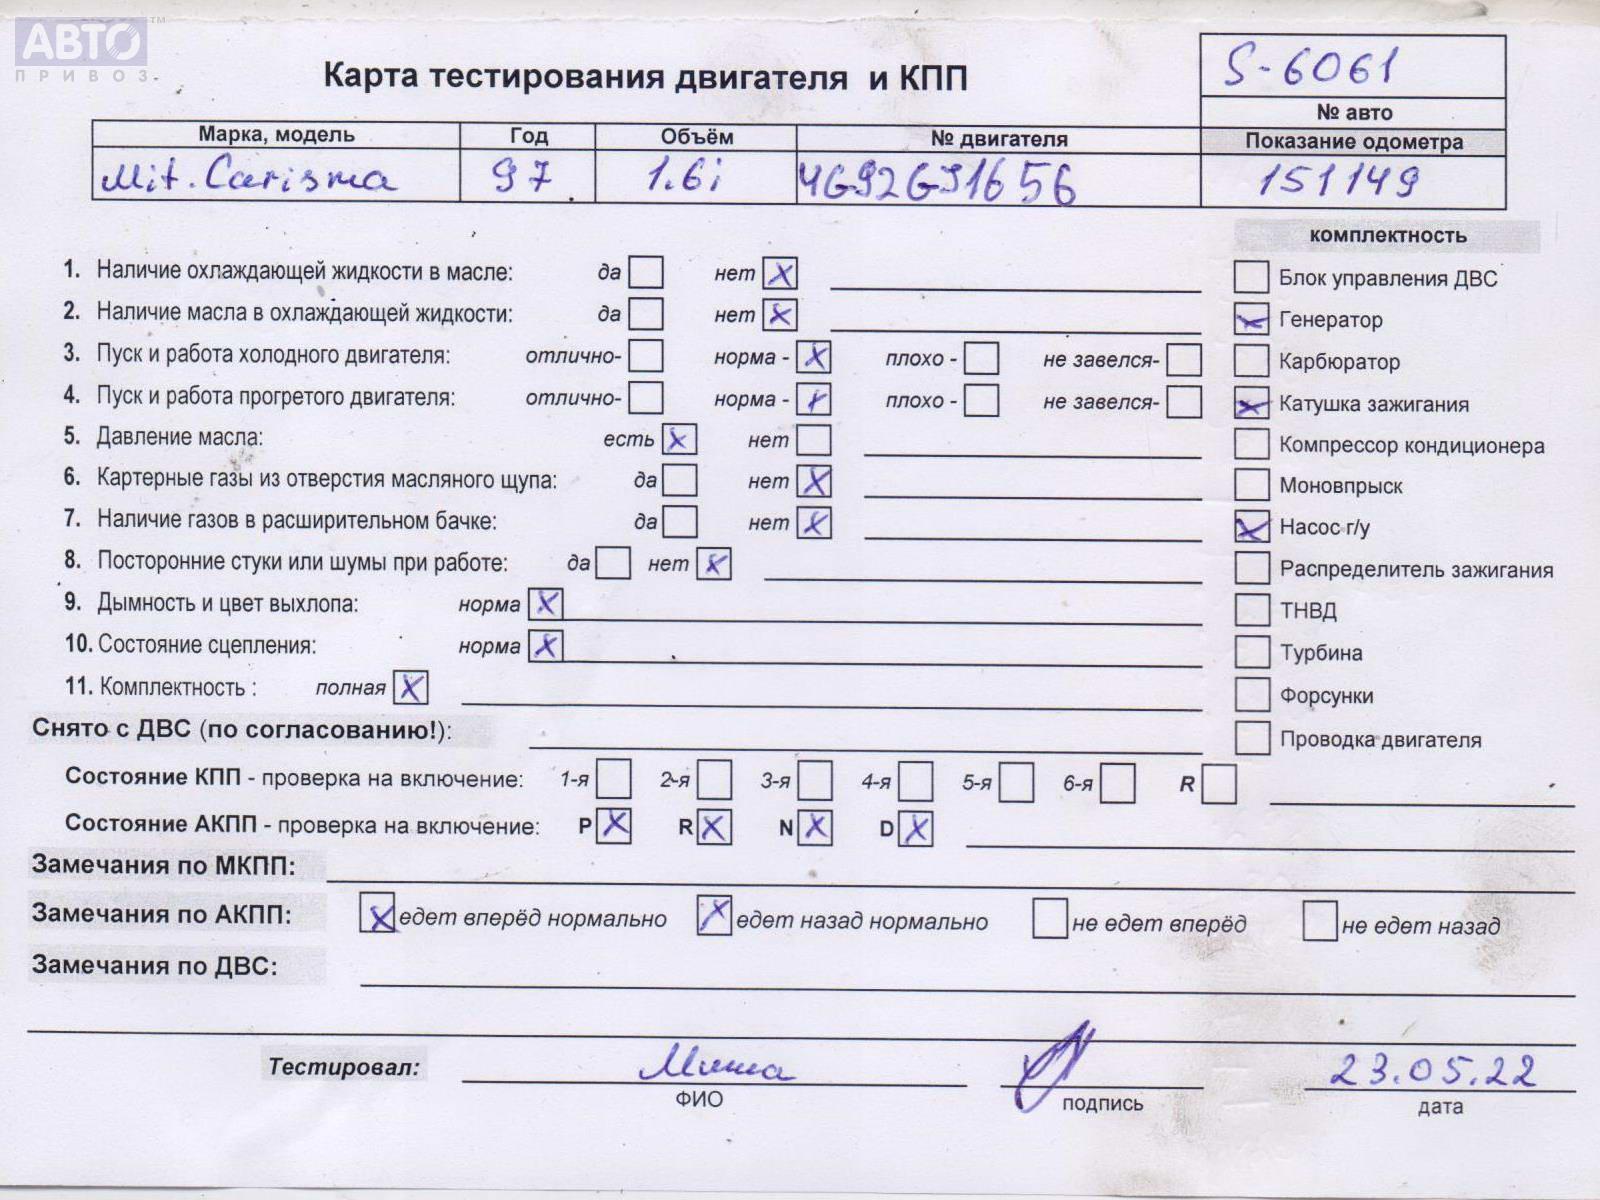 АВТО™
ПРИВОЗ
Карта тестирования двигателя и КПП
S-6061
№ авто
Марка, модель Год Объём № двигателя Показание одометра
Mit. Carisma 97 1.6i 4G92G91656 151149
комплектность
1. Наличие охлаждающей жидкости в масле: да нет X
Блок управления ДВС
2. Наличие масла в охлаждающей жидкости: да нет X
X Генератор
3. Пуск и работа холодного двигателя: отлично- норма - X плохо - не завелся-
Карбюратор
4. Пуск и работа прогретого двигателя: отлично- норма - X плохо - не завелся-
X Катушка зажигания
5. Давление масла: есть X нет
Компрессор кондиционера
6. Картерные газы из отверстия масляного щупа: да нет X
Моновпрыск
7. Наличие газов в расширительном бачке: да нет X
X Насос г/у
8. Посторонние стуки или шумы при работе: да нет X
Распределитель зажигания
9. Дымность и цвет выхлопа: норма X
ТНВД
10. Состояние сцепления: норма X
Турбина
11. Комплектность : полная X
Форсунки
Снято с ДВС (по согласованию!):
Проводка двигателя
Состояние КПП - проверка на включение: 1-я 2-я 3-я 4-я 5-я 6-я R
Состояние АКПП - проверка на включение: P X R X N X D X
Замечания по МКПП:
Замечания по АКПП: X едет вперёд нормально X едет назад нормально не едет вперёд не едет назад
Замечания по ДВС:
Тестировал: Миша 23.05.22
ФИО подпись дата